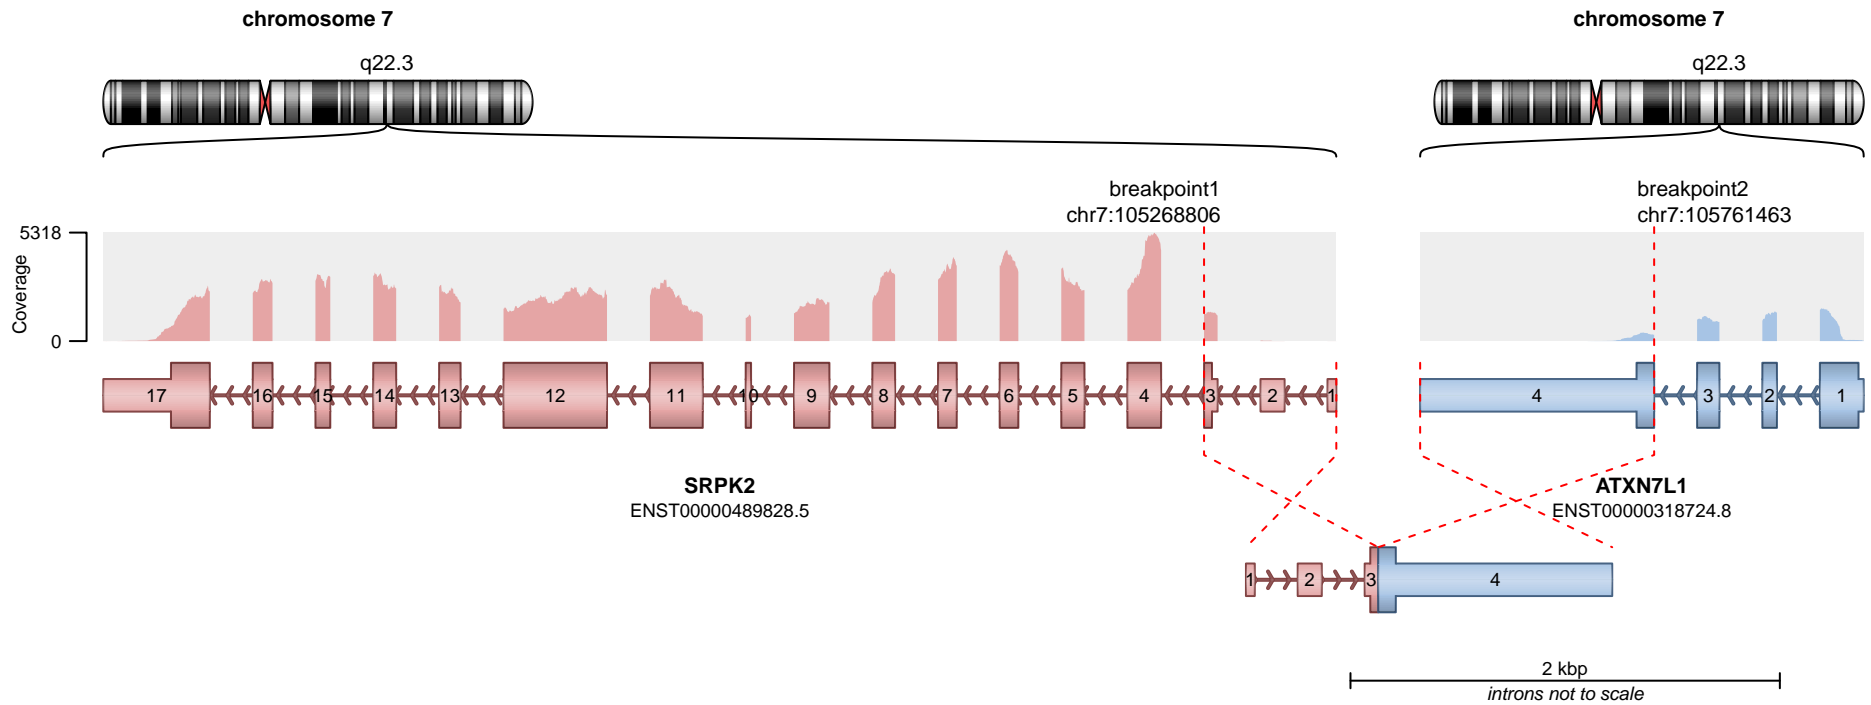 chromosome 7
chromosome 7
q22.3
q22.3
breakpoint1
chr7:105268806
breakpoint2
chr7:105761463
5318
Coverage
0
17 16 15 14 13 12 11 10 9 8 7 6 5 4 3 2 1
4 3 2 1
SRPK2
ENST00000489828.5
ATXN7L1
ENST00000318724.8
1 2 3 4
2 kbp
introns not to scale